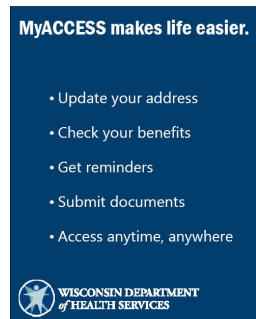 MyACCESS makes life easier.
• Update your address
• Check your benefits
• Get reminders
• Submit documents
• Access anytime, anywhere
WISCONSIN DEPARTMENT
of HEALTH SERVICES